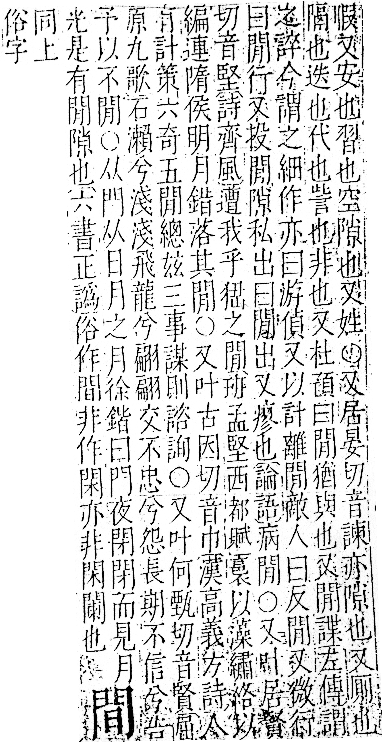 暇又安也習也空隙也又姓○又居晏切音諫亦隙也又厠也
隔也迭也代也訾也非也又杜預曰閒猶與也又閒諜左傳謂
今謂之細作亦曰游偵又以計離閒敵人曰反閒又微行
曰閒行又投閒隙私出曰閒出又瘳也論語病閒○又叶居賢
切音堅詩齊風遭我乎猺之閒班孟堅西都賦裹以藻繡絡以
編連隋侯明月錯落其閒○又叶古因切音巾虞高義方詩人
有計策六奇五閒總兹三事謀則諮詢○又叶何甄切音賢屈
原九歌石瀨兮淺淺飛龍兮翩翩交不忠兮怨長期不信兮告
予以不閒○从門从日月之月徐鍇曰門夜閉閉而見月
光是有閒隙也六書正譌俗作間非作閑亦非閑闌也
間
同上
俗字